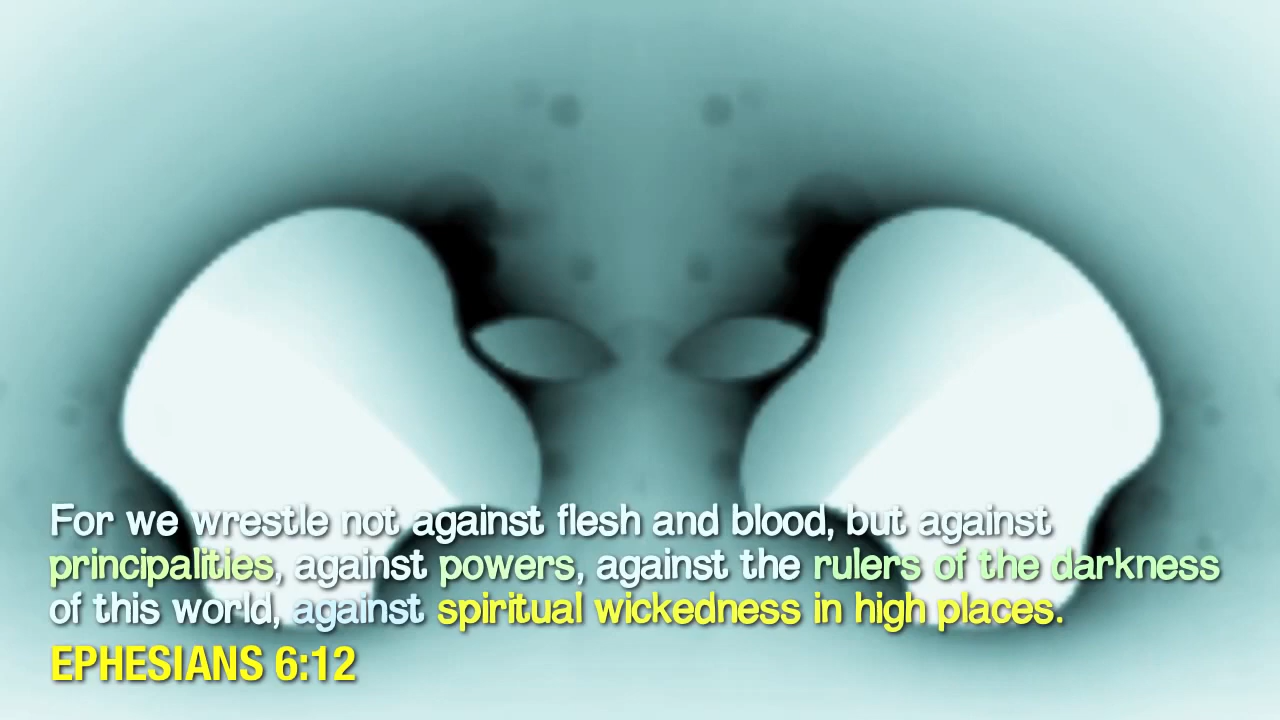 For we wrestle not against flesh and blood, but against
principalities, against powers, against the rulers of the darkness
of this world, against spiritual wickedness in high places.
EPHESIANS 6:12